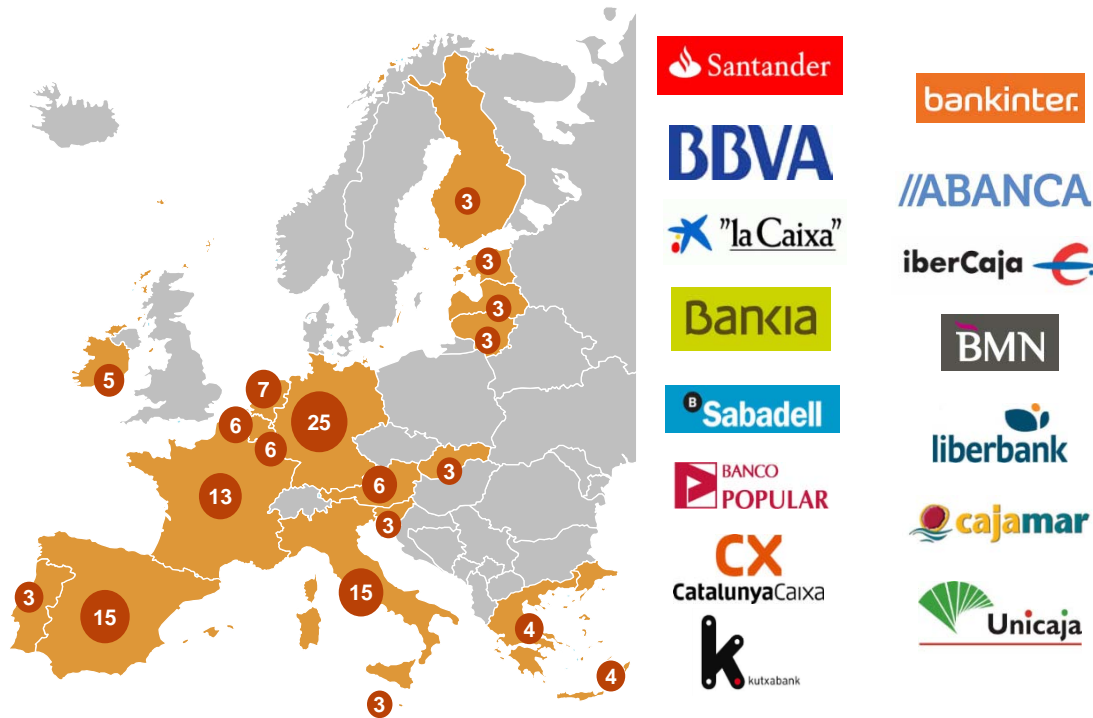 3
3
3
3
5
7
25
6
6
13
6
3
3
3
15
15
4
4
3
Santander
BBVA
"la Caixa"
Bankia
B Sabadell
BANCO
POPULAR
CX
CatalunyaCaixa
k.
kutxabank
bankinter.
//ABANCA
iberCaja
BMN
liberbank
cajamar
Unicaja